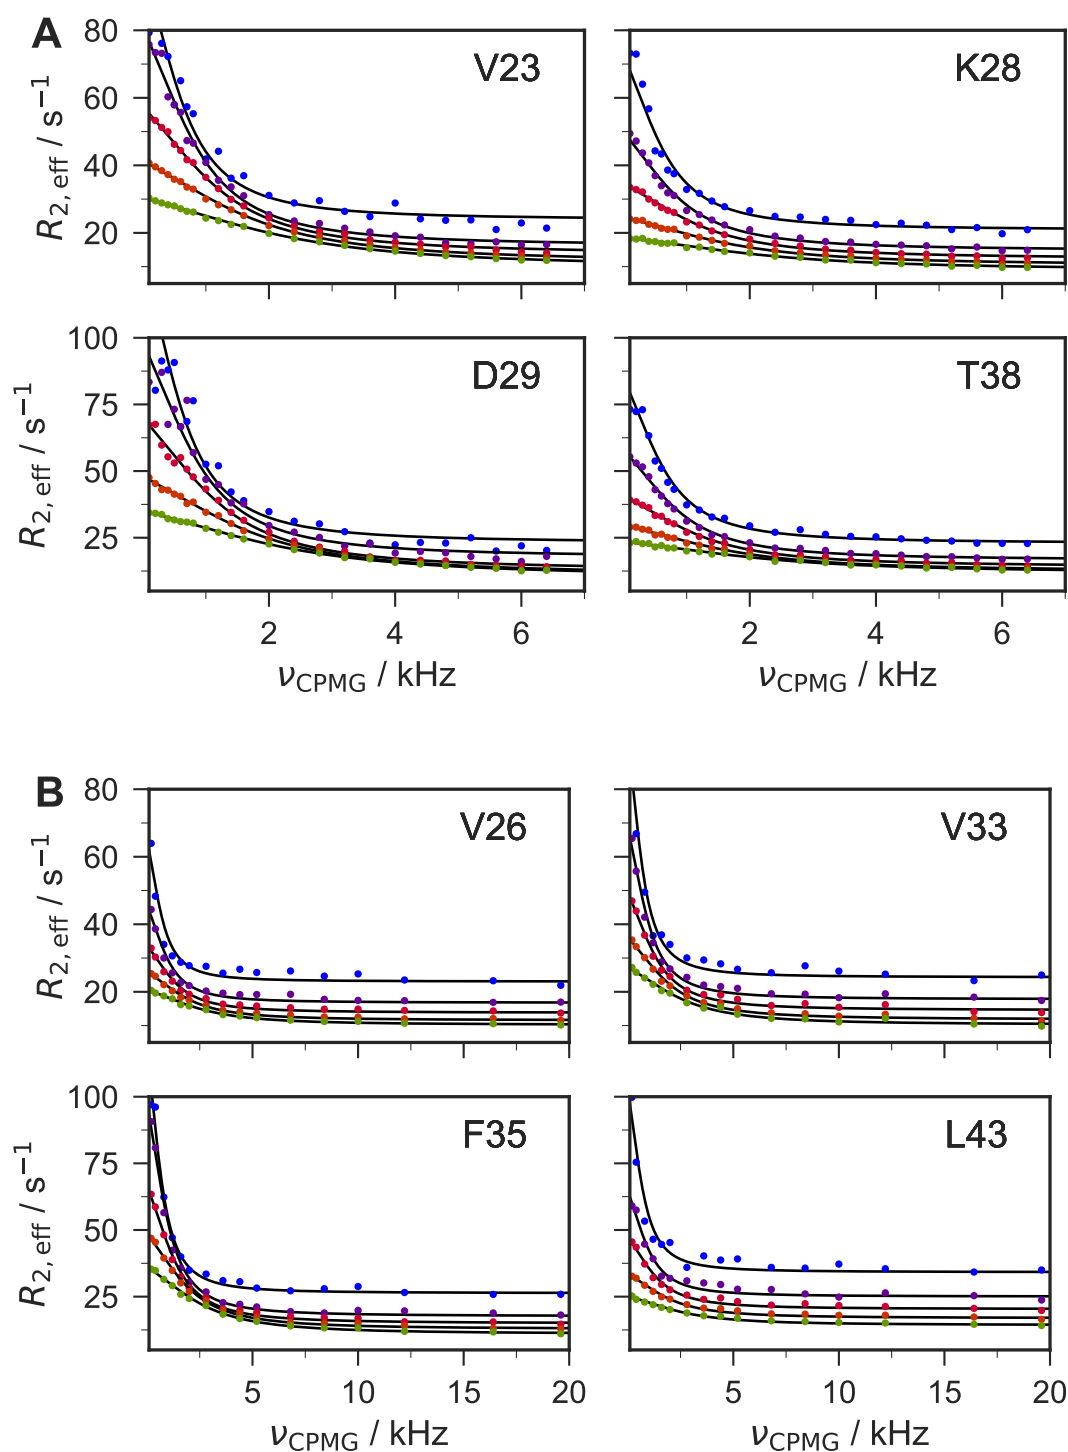 A
V23
K28
80
60
40
20
R2, eff / s−1
D29
T38
100
75
50
25
R2, eff / s−1
2 4 6 2 4 6
νCPMG / kHz νCPMG / kHz
B
V26
V33
80
60
40
20
R2, eff / s−1
F35
L43
100
75
50
25
R2, eff / s−1
5 10 15 20 5 10 15 20
νCPMG / kHz νCPMG / kHz